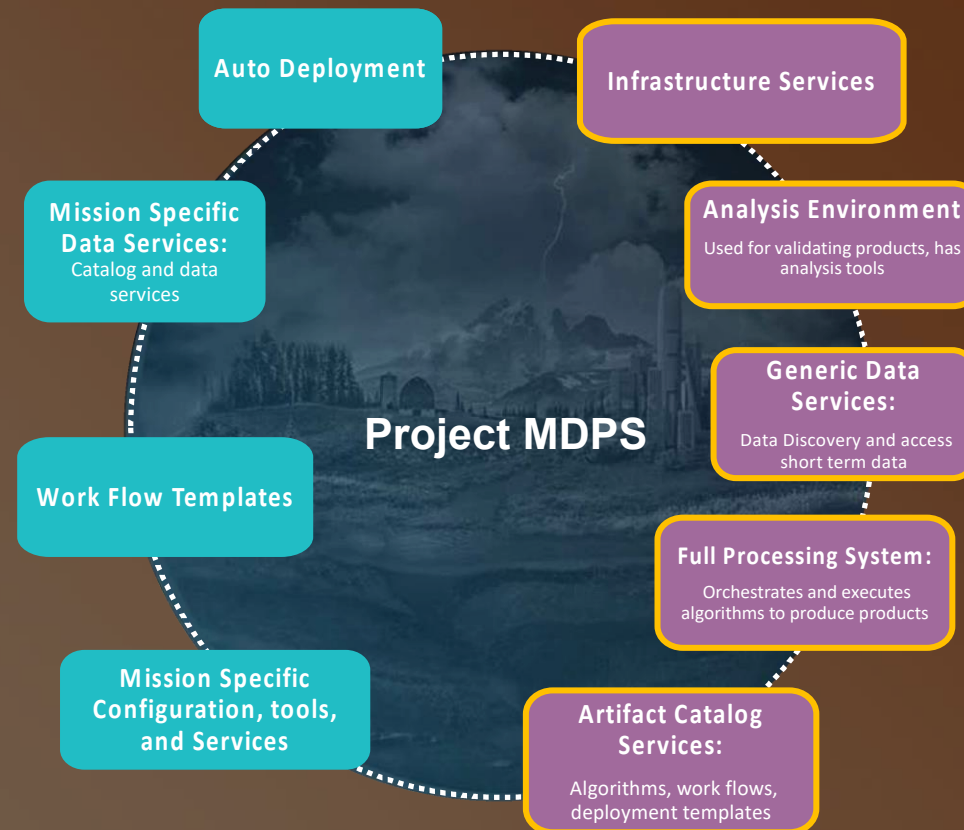 Auto Deployment
Infrastructure Services
Mission Specific
Data Services:
Catalog and data
services
Analysis Environment
Used for validating products, has
analysis tools
Generic Data
Services:
Data Discovery and access
short term data
Project MDPS
Work Flow Templates
Full Processing System:
Orchestrates and executes
algorithms to produce products
Mission Specific
Configuration, tools,
and Services
Artifact Catalog
Services:
Algorithms, work flows,
deployment templates